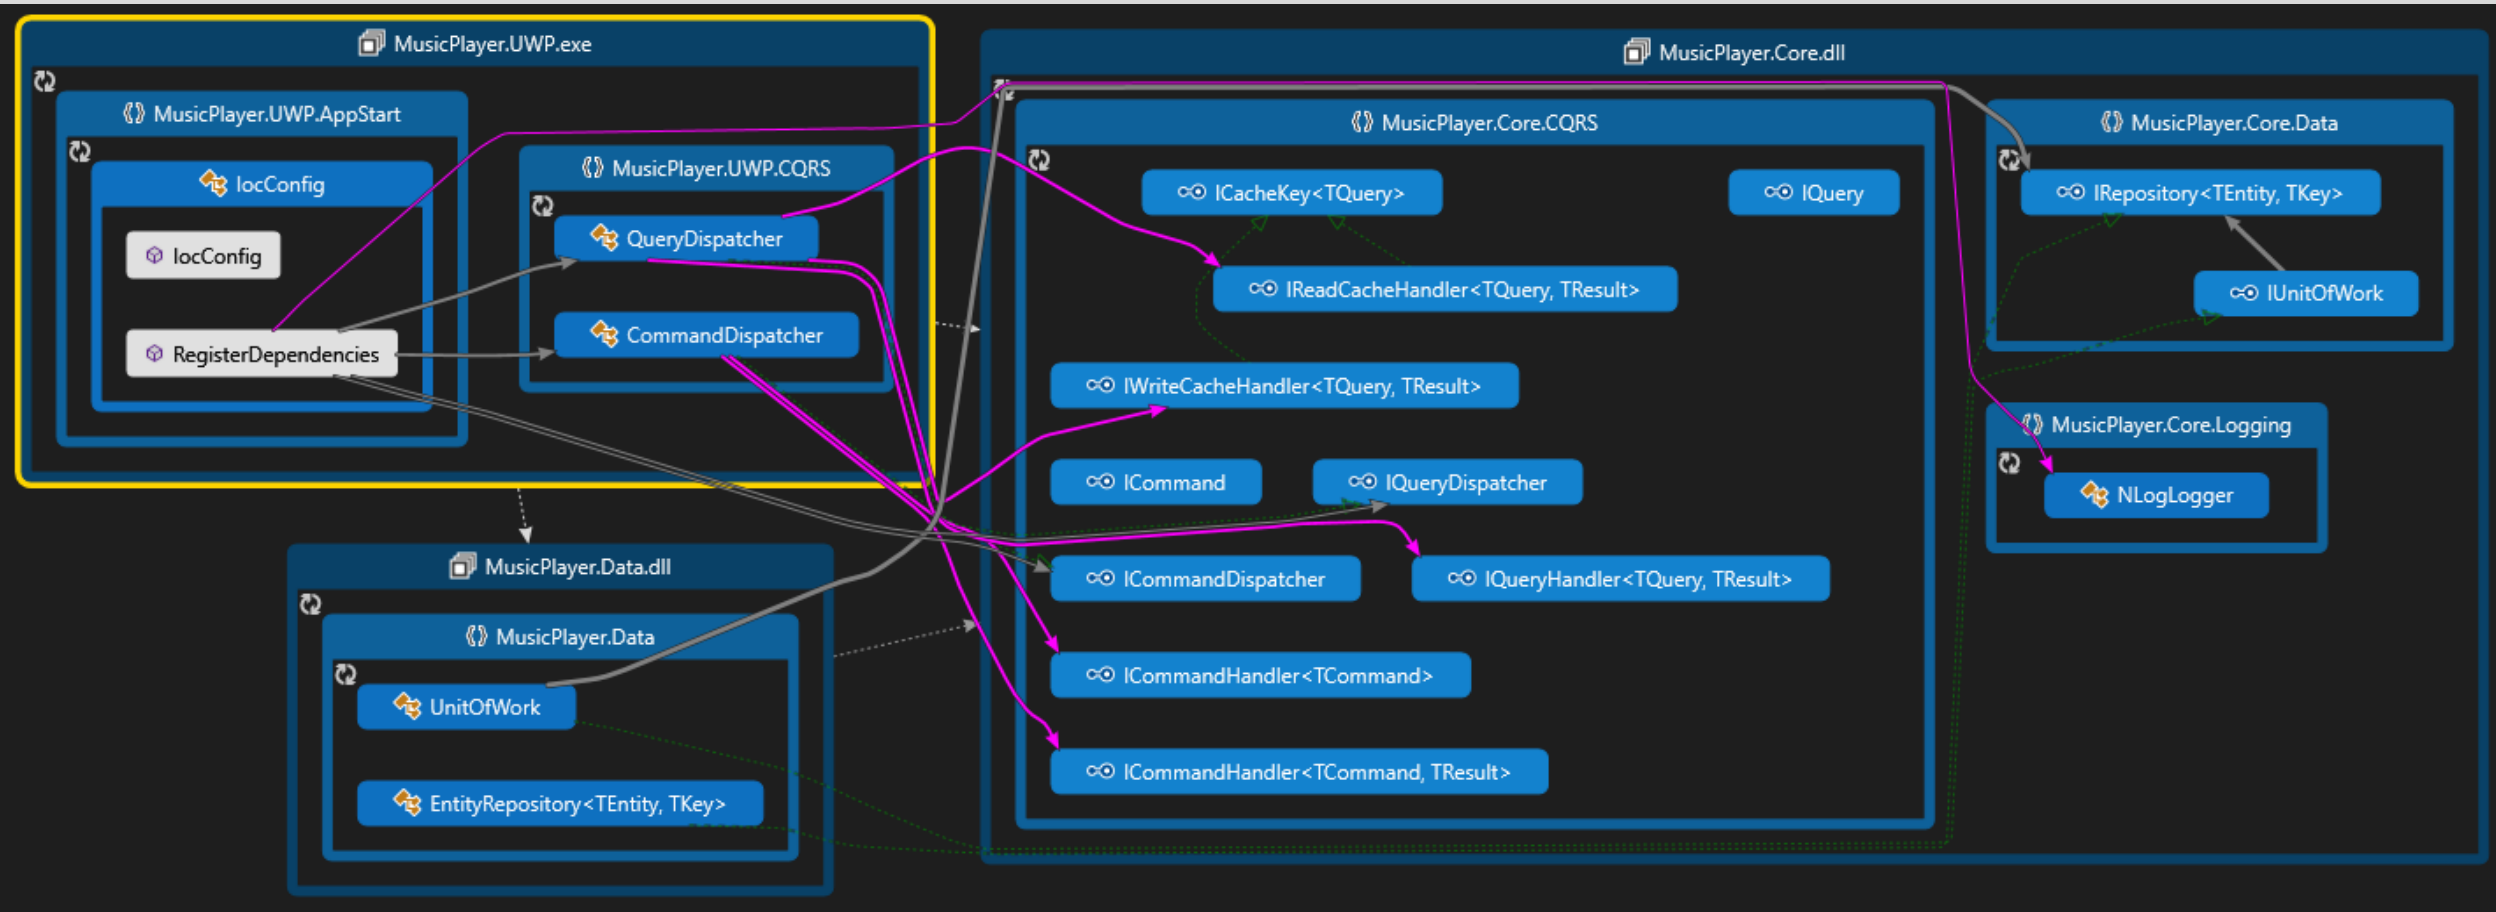 MusicPlayer.UWP.exe
MusicPlayer.UWP.AppStart
IocConfig
IocConfig
RegisterDependencies
MusicPlayer.UWP.CQRS
QueryDispatcher
CommandDispatcher
MusicPlayer.Data.dll
MusicPlayer.Data
UnitOfWork
EntityRepository<TEntity, TKey>
MusicPlayer.Core.dll
MusicPlayer.Core.CQRS
ICacheKey<TQuery>
IQuery
IReadCacheHandler<TQuery, TResult>
IWriteCacheHandler<TQuery, TResult>
ICommand
IQueryDispatcher
ICommandDispatcher
IQueryHandler<TQuery, TResult>
ICommandHandler<TCommand>
ICommandHandler<TCommand, TResult>
MusicPlayer.Core.Data
IRepository<TEntity, TKey>
IUnitOfWork
MusicPlayer.Core.Logging
NLogLogger